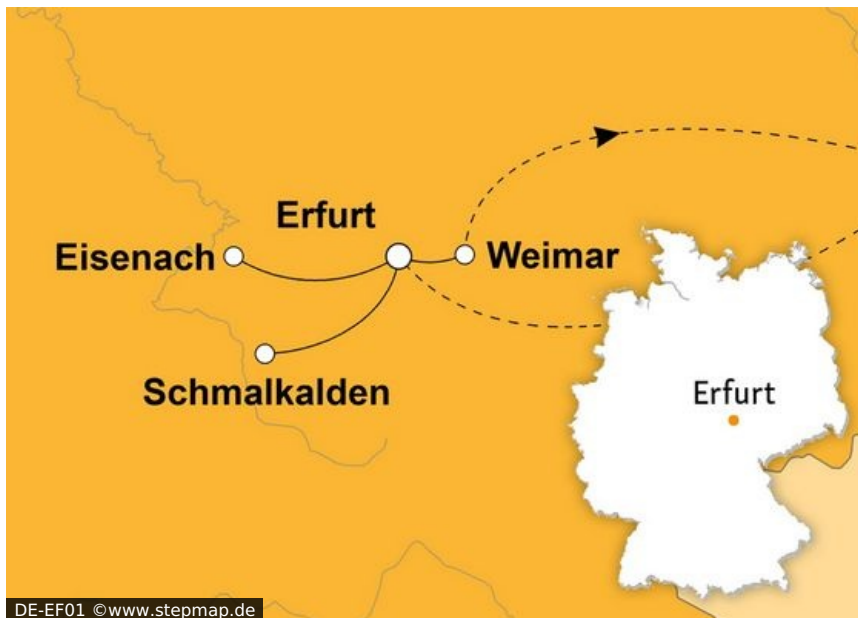 Erfurt
Eisenach
Weimar
Schmalkalden
Erfurt
DE-EF01 ©www.stepmap.de